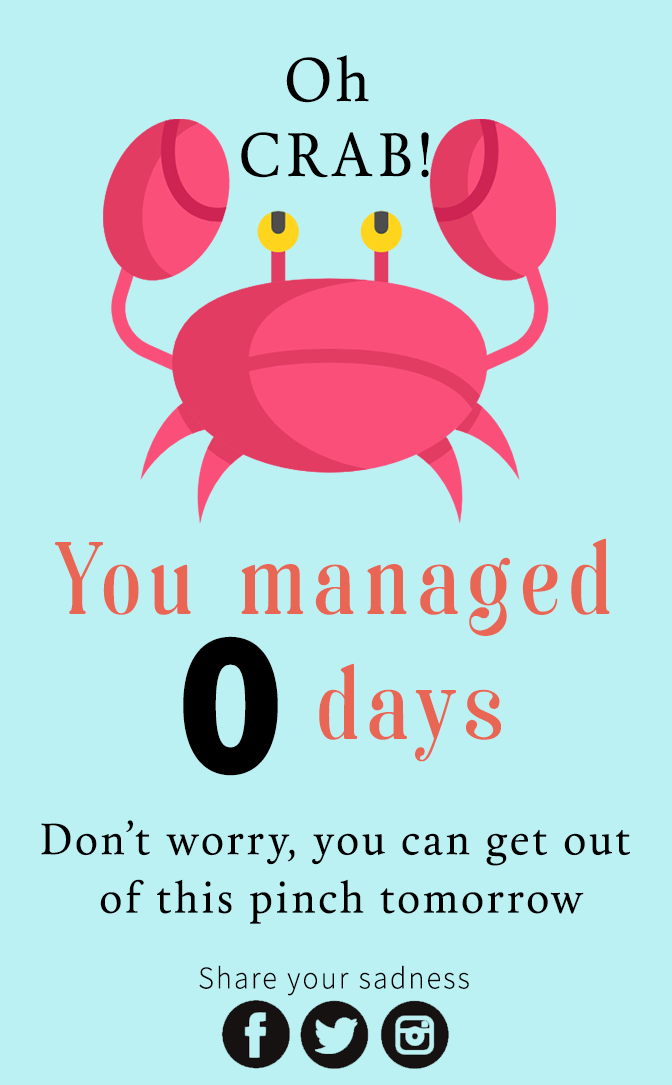 Oh
CRAB!
You managed
0 days
Don't worry, you can get out
of this pinch tomorrow
Share your sadness